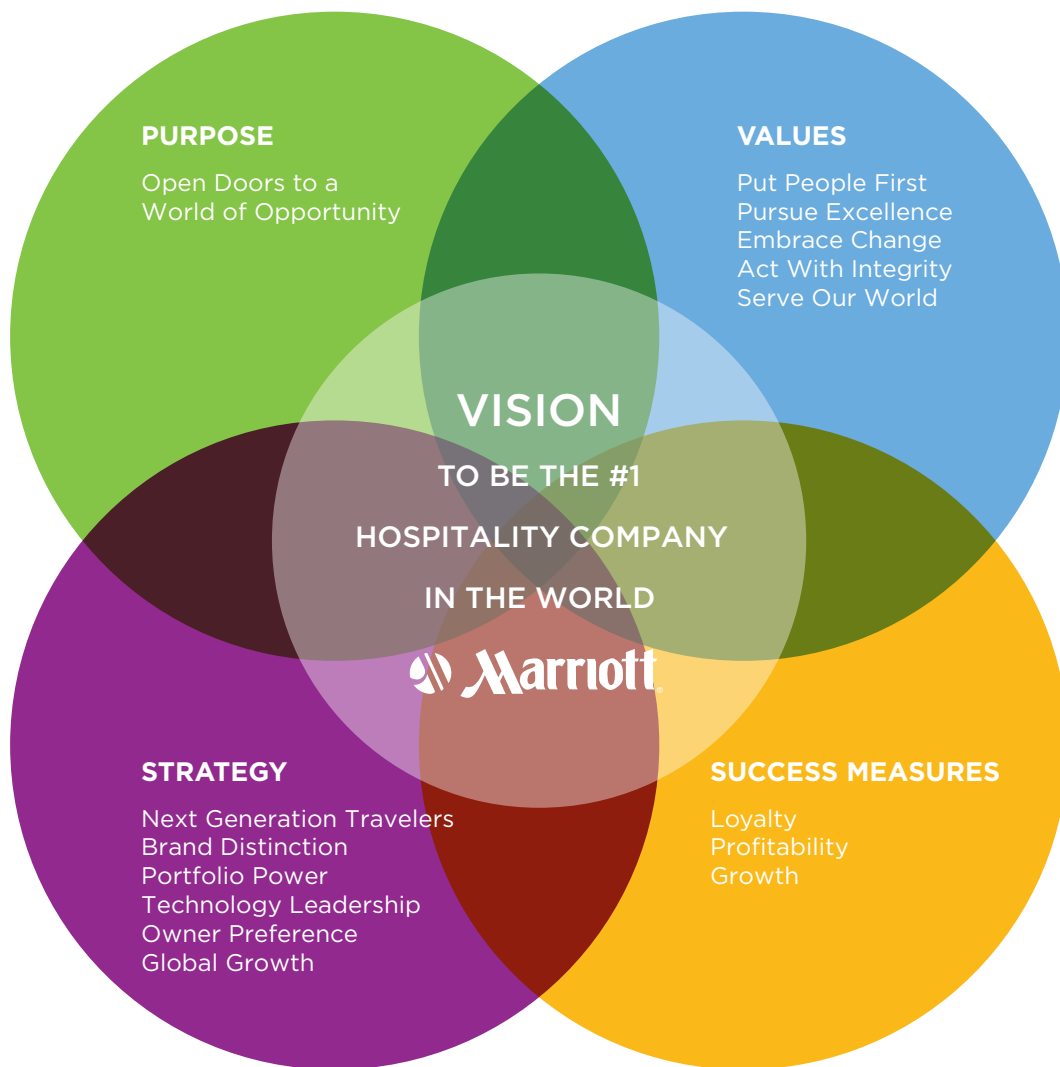 PURPOSE
Open Doors to a
World of Opportunity
VALUES
Put People First
Pursue Excellence
Embrace Change
Act With Integrity
Serve Our World
VISION
TO BE THE #1
HOSPITALITY COMPANY
IN THE WORLD
Marriott®
STRATEGY
Next Generation Travelers
Brand Distinction
Portfolio Power
Technology Leadership
Owner Preference
Global Growth
SUCCESS MEASURES
Loyalty
Profitability
Growth